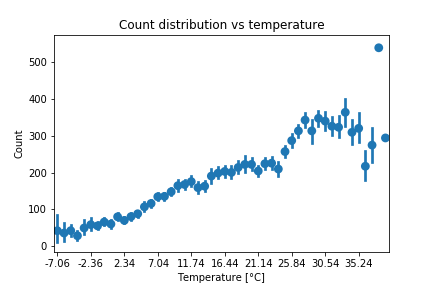 Count distribution vs temperature
500
400
300
200
100
0
Count
-7.06 -2.36 2.34 7.04 11.74 16.44 21.14 25.84 30.54 35.24
Temperature [°C]